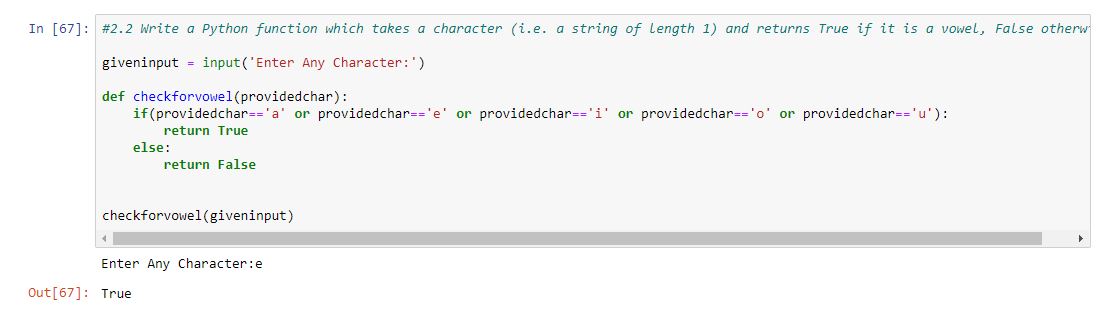 In [67]: #2.2 Write a Python function which takes a character (i.e. a string of length 1) and returns True if it is a vowel, False otherw
giveninput = input('Enter Any Character:')
def checkforvowel(providedchar):
    if(providedchar=='a' or providedchar=='e' or providedchar=='i' or providedchar=='o' or providedchar=='u'):
        return True
    else:
        return False
checkforvowel(giveninput)
Enter Any Character:e
Out[67]: True